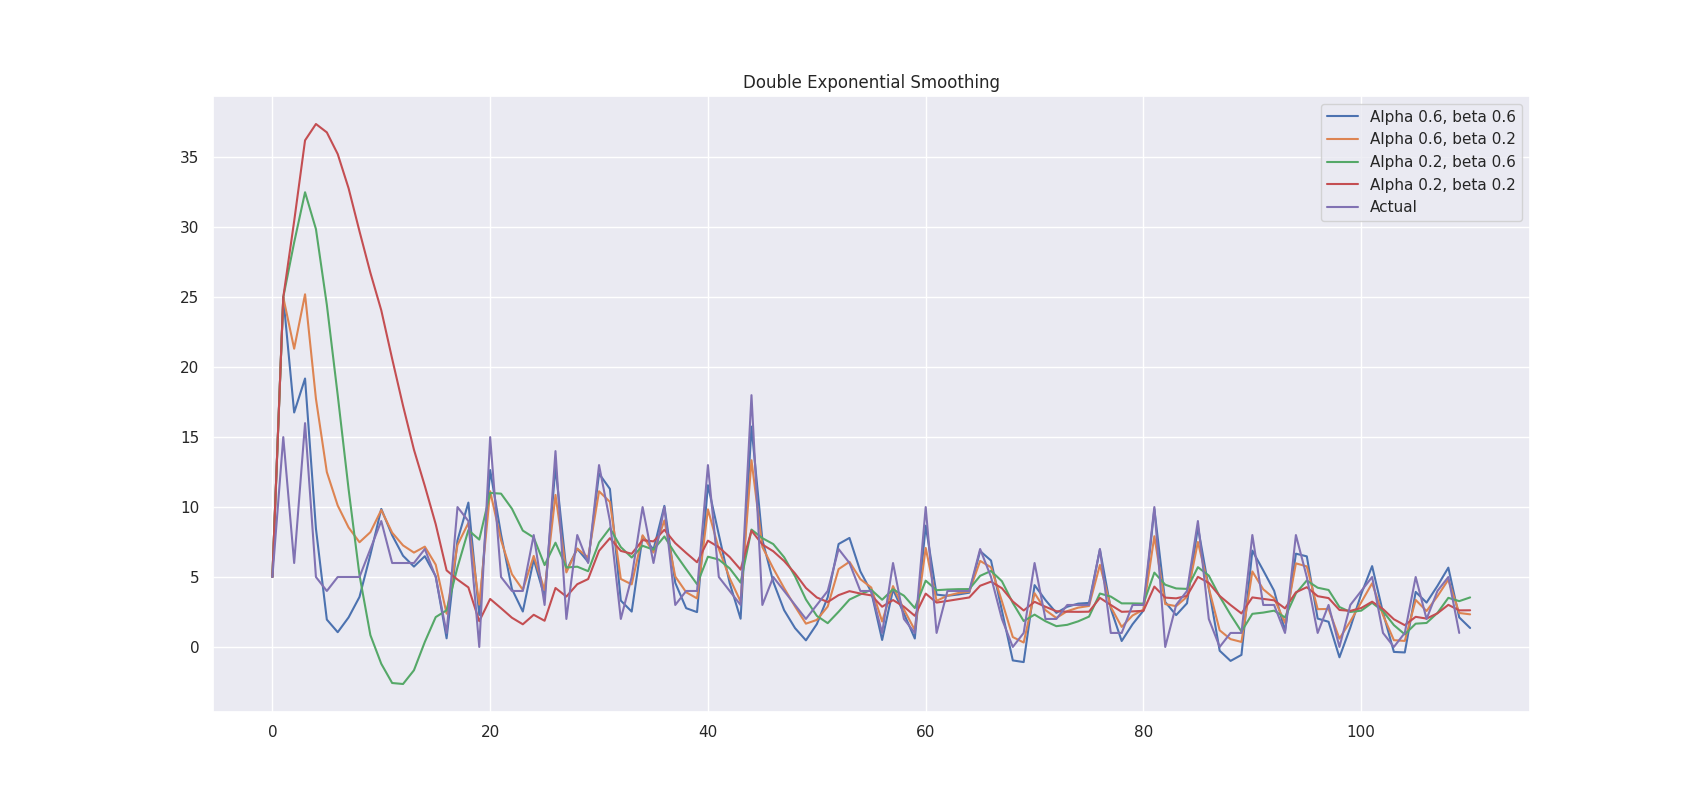 Double Exponential Smoothing
Alpha 0.6, beta 0.6
Alpha 0.6, beta 0.2
Alpha 0.2, beta 0.6
Alpha 0.2, beta 0.2
Actual
35
30
25
20
15
10
5
0
0 20 40 60 80 100